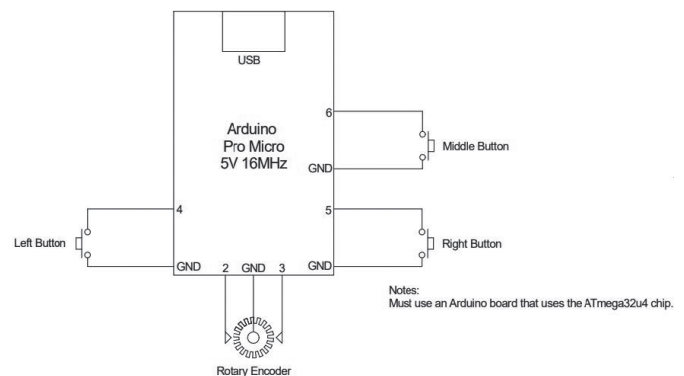 USB
Arduino
Pro Micro
5V 16MHz
6
GND
Middle Button
4
GND
Left Button
5
GND
Right Button
2 GND 3
Rotary Encoder
Notes:
Must use an Arduino board that uses the ATmega32u4 chip.